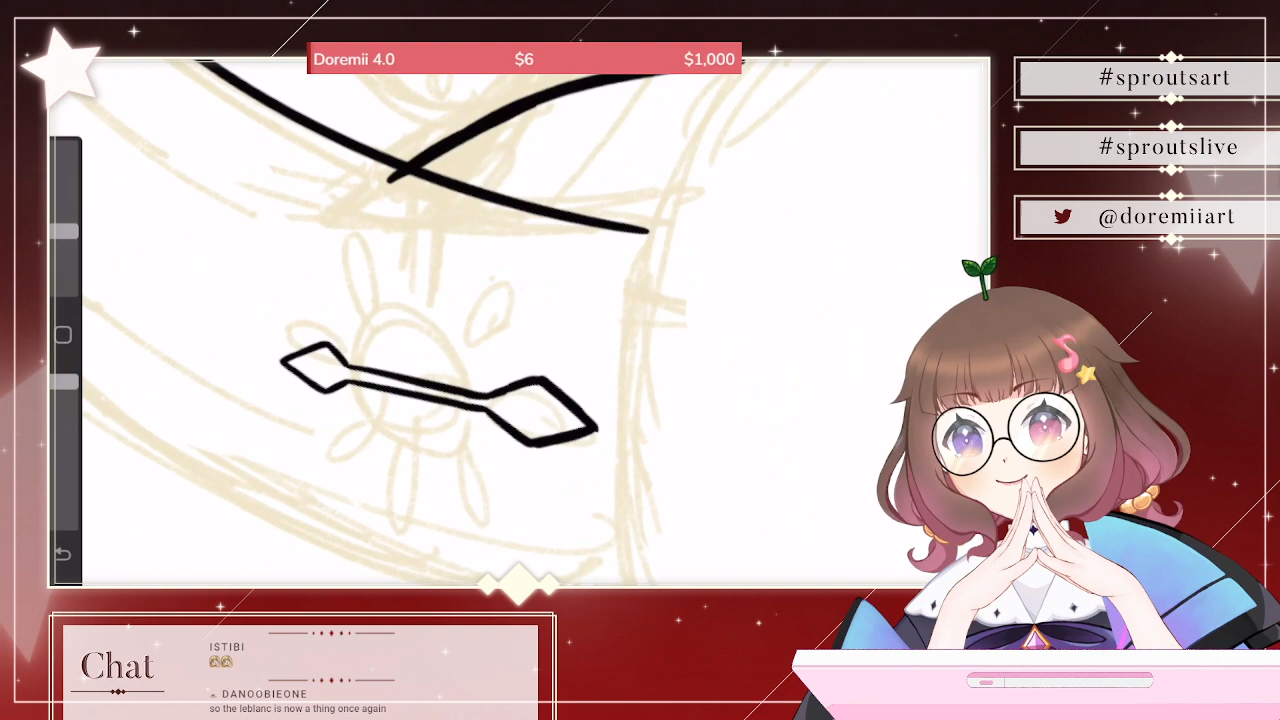 Doremii 4.0 $6 $1,000
#sproutsart
#sproutslive
@doremiiart
Chat
ISTIBI
DANOOBIEONE
so the leblanc is now a thing once again